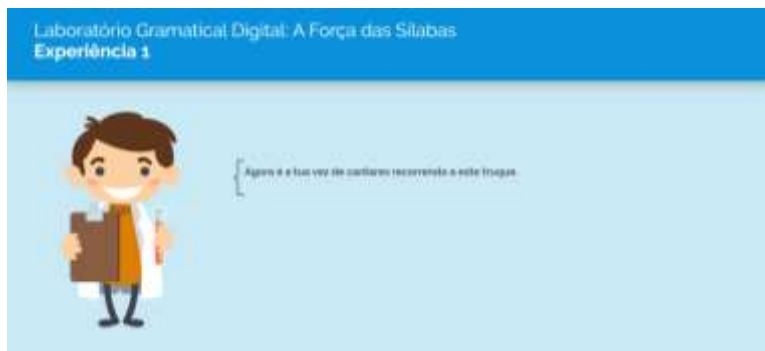 Laboratório Gramatical Digital: A Força das Sílabas
Experiência 1
Agora é a tua vez de cantares recorrendo a este truque.